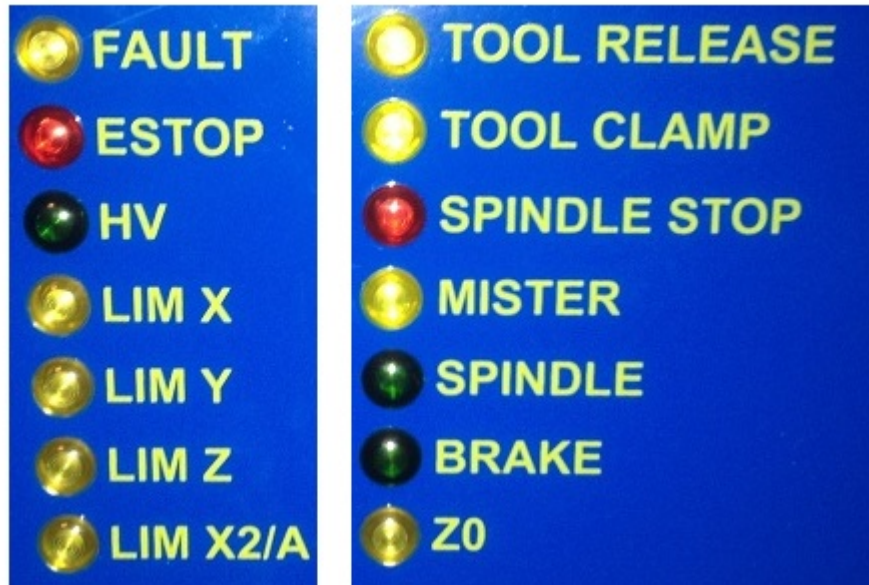 FAULT
ESTOP
HV
LIM X
LIM Y
LIM Z
LIM X2/A
TOOL RELEASE
TOOL CLAMP
SPINDLE STOP
MISTER
SPINDLE
BRAKE
Z0